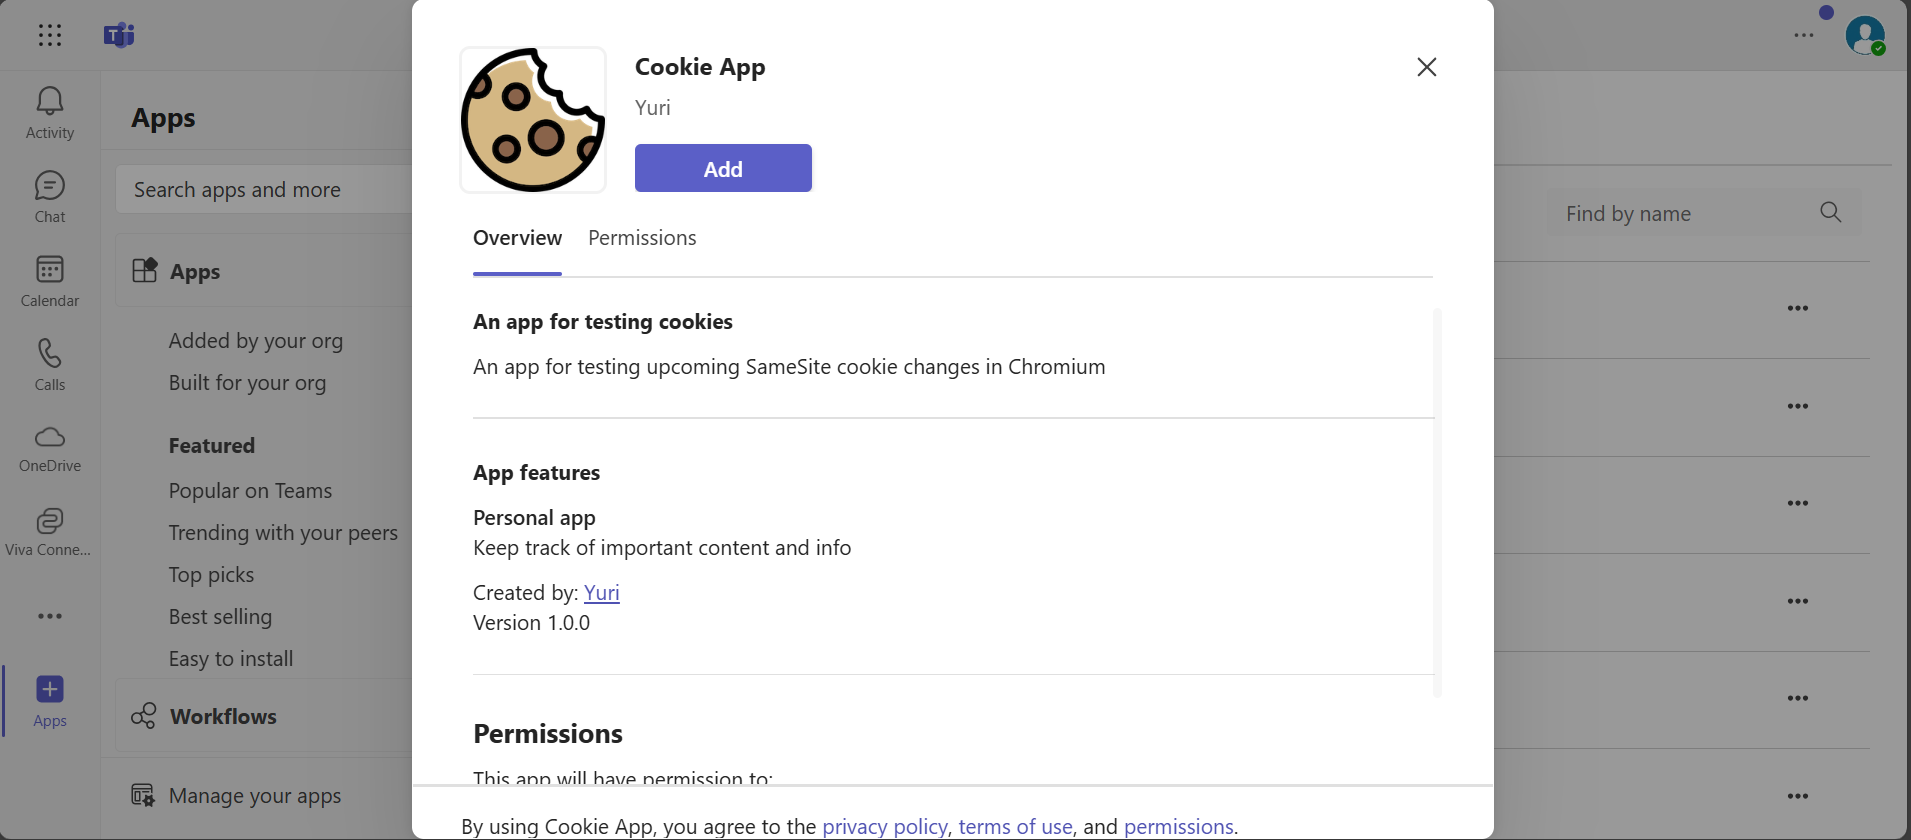 Activity
Chat
Calendar
Calls
OneDrive
Viva Conne...
Apps
Apps
Search apps and more
Apps
Added by your org
Built for your org
Featured
Popular on Teams
Trending with your peers
Top picks
Best selling
Easy to install
Workflows
Manage your apps
Cookie App
Yuri
Add
Overview Permissions
An app for testing cookies
An app for testing upcoming SameSite cookie changes in Chromium
App features
Personal app
Keep track of important content and info
Created by: Yuri
Version 1.0.0
Permissions
This app will have permission to:
By using Cookie App, you agree to the privacy policy, terms of use, and permissions.
Find by name